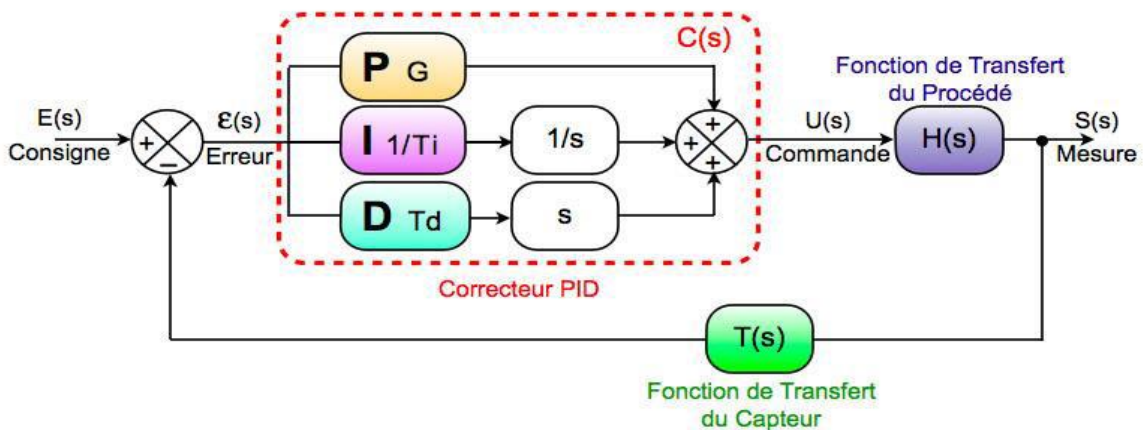 C(s)
P G
Fonction de Transfert
du Procédé
E(s)
Consigne
+
−
ε(s)
Erreur
I 1/Ti
1/s
+
+
+
U(s)
Commande
H(s)
S(s)
Mesure
D Td
s
Correcteur PID
T(s)
Fonction de Transfert
du Capteur